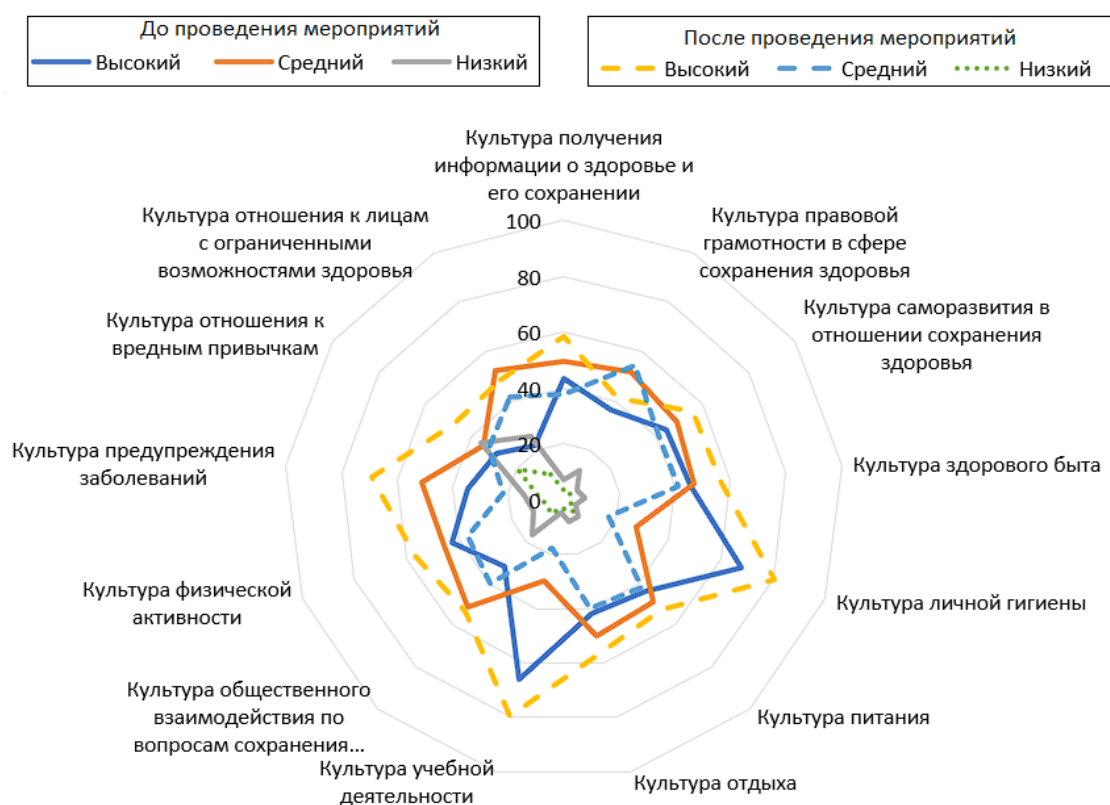 До проведения мероприятий
Высокий Средний Низкий
После проведения мероприятий
Высокий Средний Низкий
Культура получения
информации о здоровье и
его сохранении
Культура правовой
грамотности в сфере
сохранения здоровья
Культура саморазвития в
отношении сохранения
здоровья
Культура здорового быта
Культура личной гигиены
Культура питания
Культура отдыха
Культура учебной
деятельности
Культура общественного
взаимодействия по
вопросам сохранения…
Культура физической
активности
Культура предупреждения
заболеваний
Культура отношения к
вредным привычкам
Культура отношения к лицам
с ограниченными
возможностями здоровья
100
80
60
40
20
0